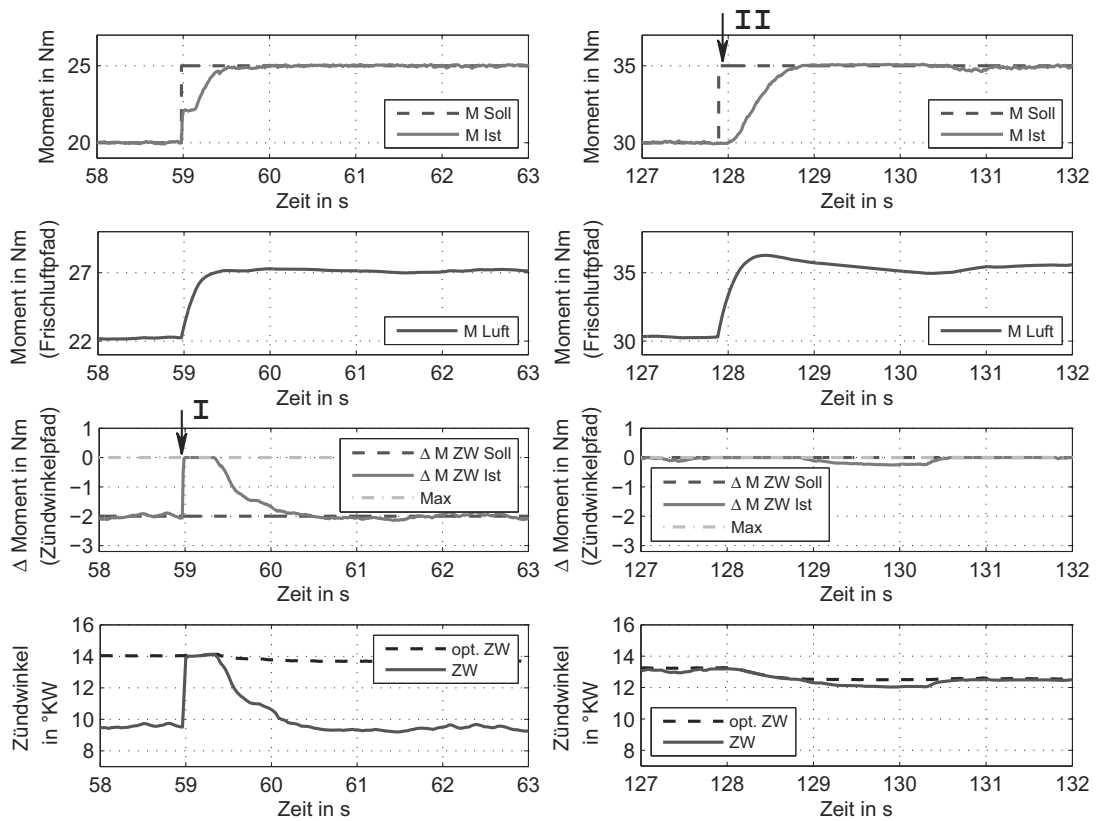 II
Moment in Nm
25
20
M Soll
M Ist
58 59 60 61 62 63
Zeit in s
Moment in Nm
35
30
M Soll
M Ist
127 128 129 130 131 132
Zeit in s
Moment in Nm
(Frischluftpfad)
27
22
M Luft
58 59 60 61 62 63
Zeit in s
Moment in Nm
(Frischluftpfad)
35
30
M Luft
127 128 129 130 131 132
Zeit in s
I
Δ Moment in Nm
(Zündwinkelpfad)
1
0
−1
−2
−3
Δ M ZW Soll
Δ M ZW Ist
Max
58 59 60 61 62 63
Zeit in s
Δ Moment in Nm
(Zündwinkelpfad)
1
0
−1
−2
−3
Δ M ZW Soll
Δ M ZW Ist
Max
127 128 129 130 131 132
Zeit in s
Zündwinkel
in °KW
16
14
12
10
8
opt. ZW
ZW
58 59 60 61 62 63
Zeit in s
Zündwinkel
in °KW
16
14
12
10
8
opt. ZW
ZW
127 128 129 130 131 132
Zeit in s